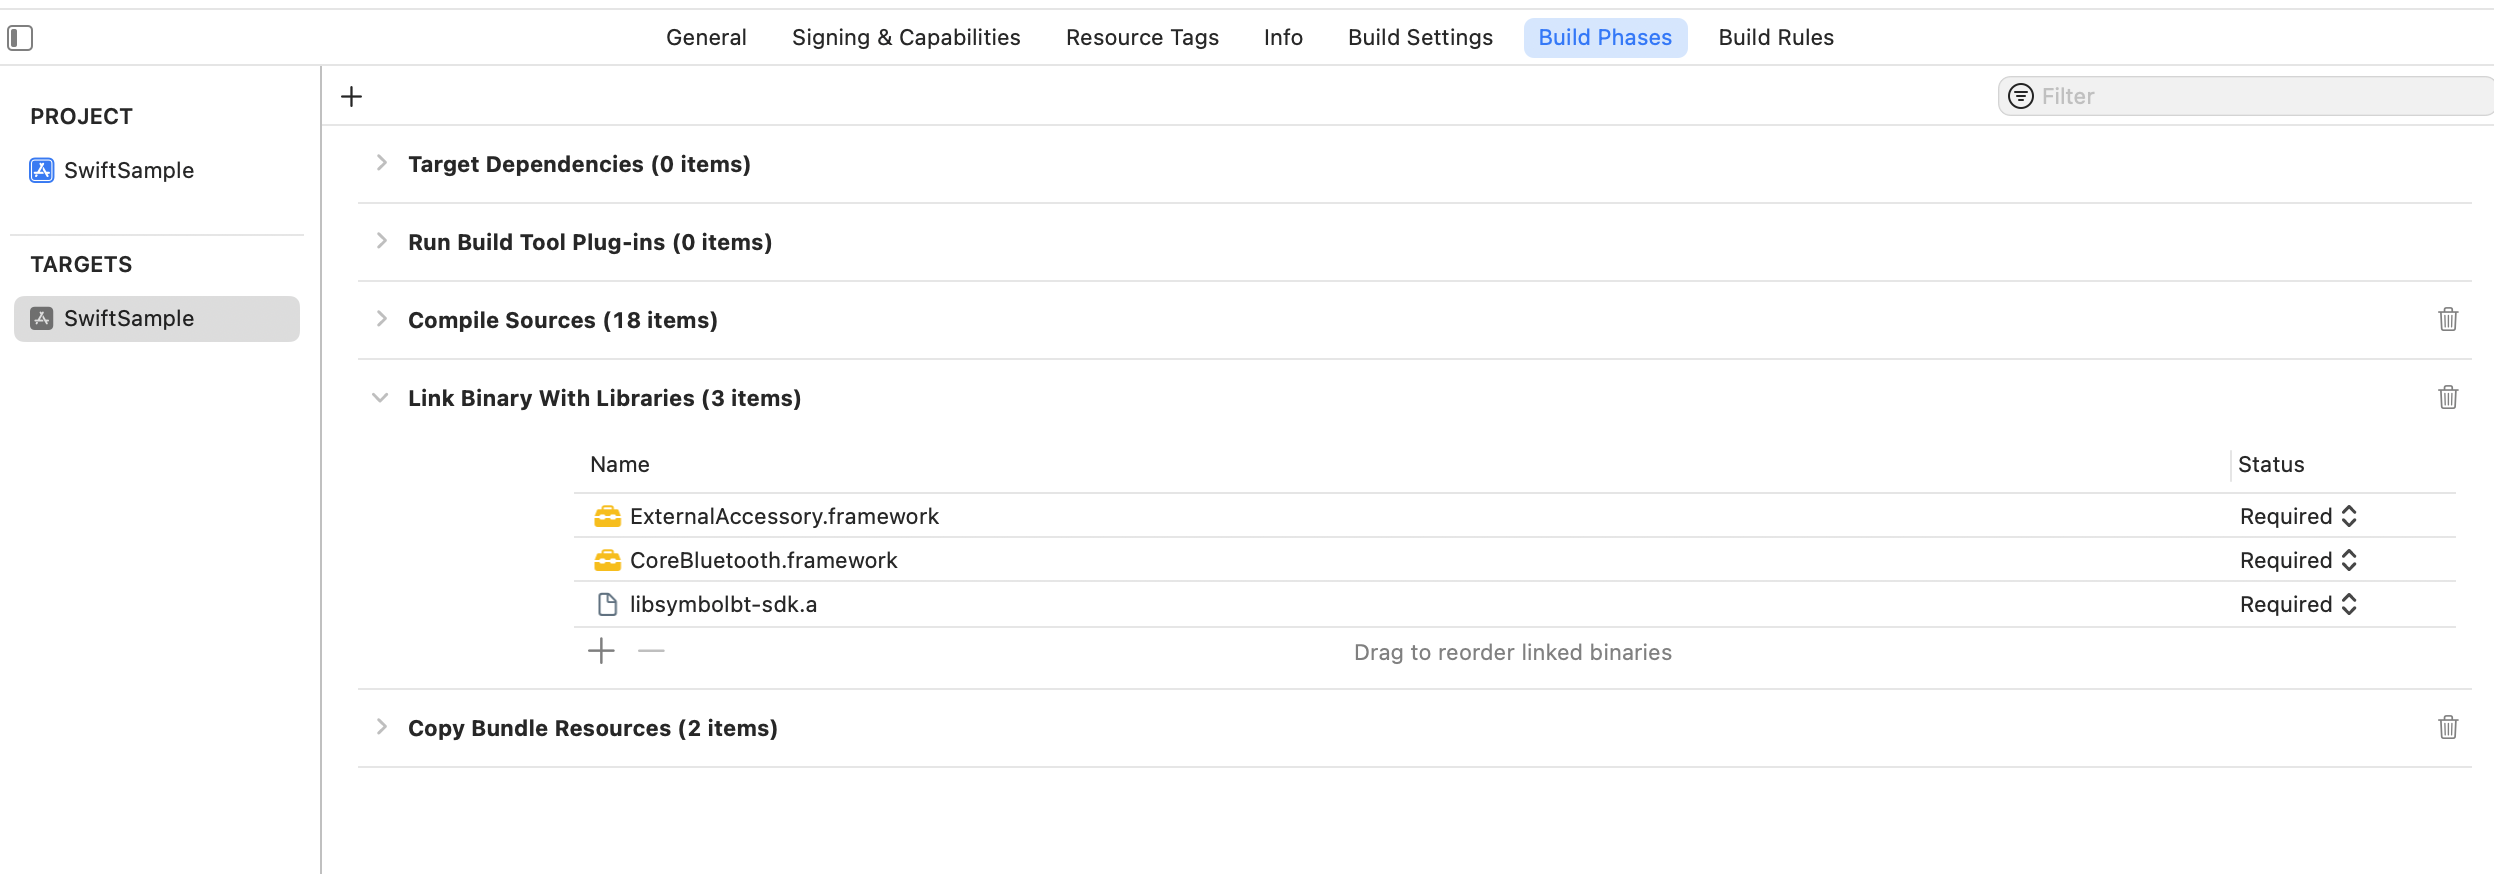 General Signing & Capabilities Resource Tags Info Build Settings Build Phases Build Rules
Filter
PROJECT
SwiftSample
TARGETS
SwiftSample
Target Dependencies (0 items)
Run Build Tool Plug-ins (0 items)
Compile Sources (18 items)
Link Binary With Libraries (3 items)
Name Status
ExternalAccessory.framework Required
CoreBluetooth.framework Required
libsymbolbt-sdk.a Required
Drag to reorder linked binaries
Copy Bundle Resources (2 items)